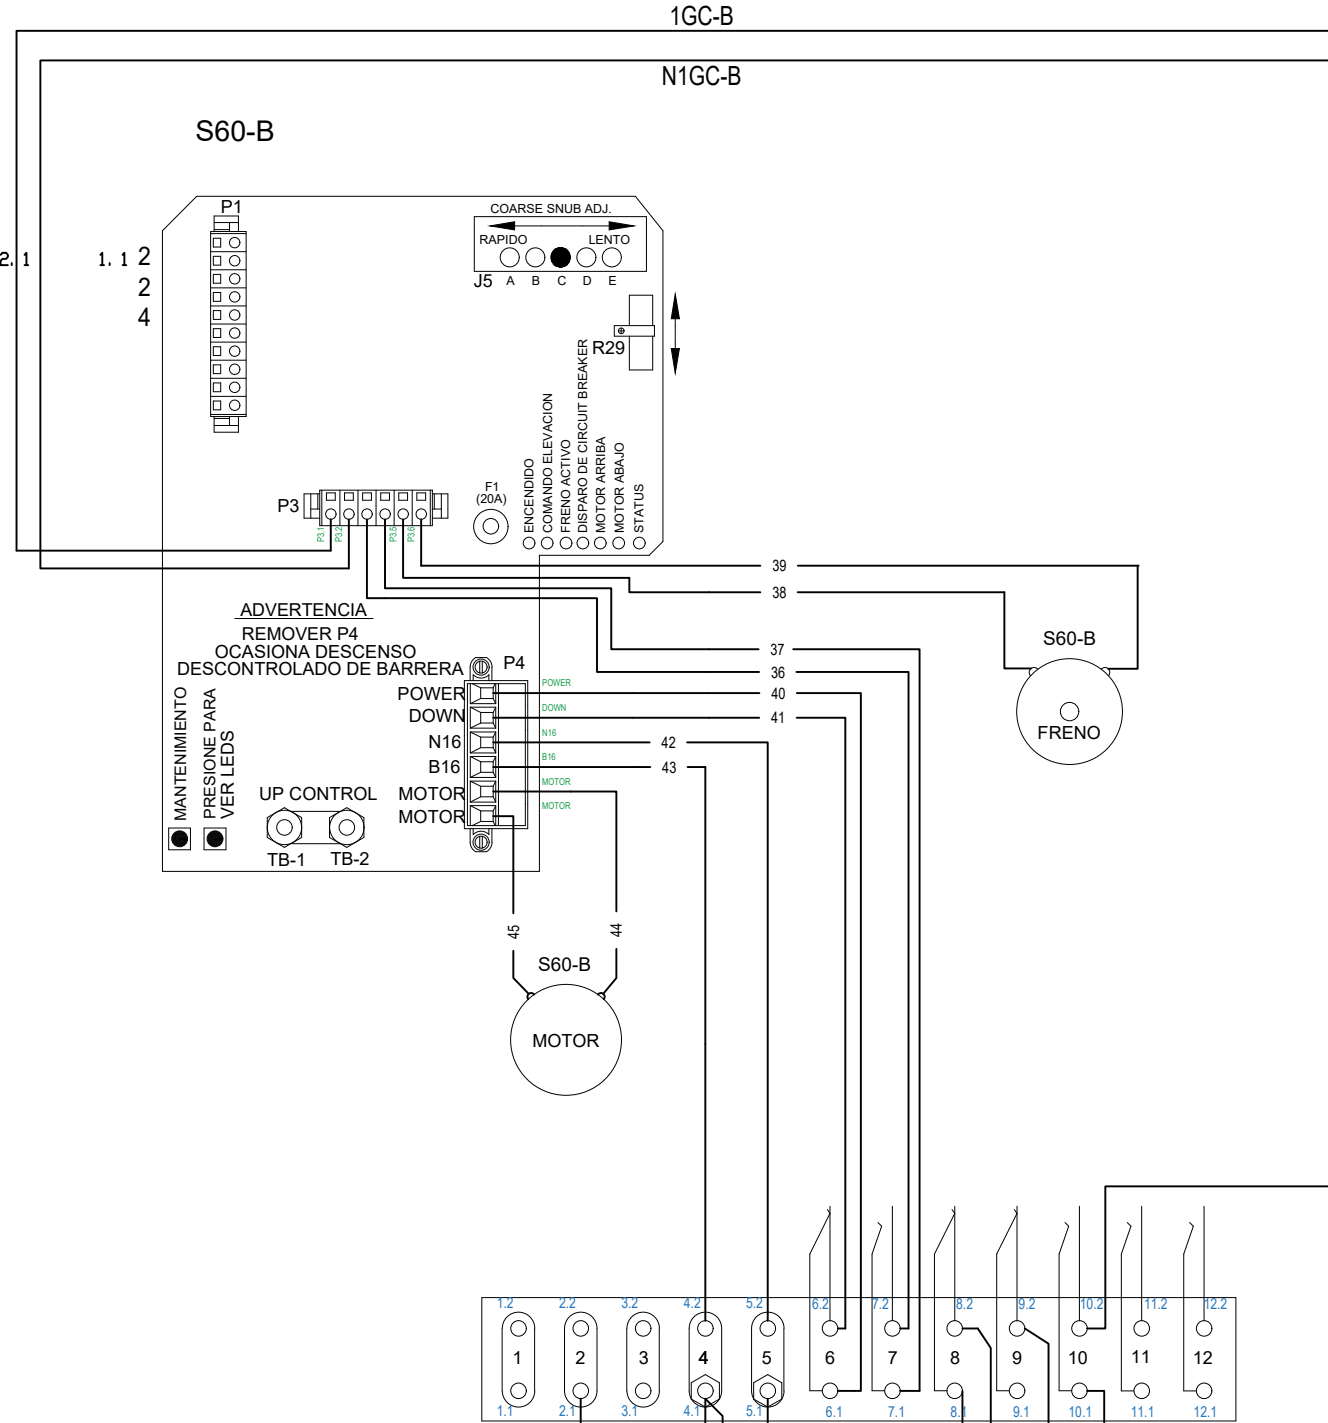 1GC-B
N1GC-B
S60-B
P1
COARSE SNUB ADJ.
RAPIDO LENTO
J5 A B C D E
2.1 1.1 2
2
4
R29
ENCENDIDO
COMANDO ELEVACION
FRENO ACTIVO
DISPARO DE CIRCUIT BREAKER
MOTOR ARRIBA
MOTOR ABAJO
STATUS
F1
(20A)
P3
P3.1 P3.2 P3.5 P3.6
39
38
ADVERTENCIA
REMOVER P4
OCASIONA DESCENSO
DESCONTROLADO DE BARRERA
S60-B
FRENO
37
36
P4
POWER POWER 40
DOWN DOWN 41
N16 N16 42
B16 B16 43
MOTOR MOTOR
MOTOR MOTOR
MANTENIMIENTO
PRESIONE PARA
VER LEDS
UP CONTROL
TB-1 TB-2
45 44
S60-B
MOTOR
1.2 2.2 3.2 4.2 5.2 6.2 7.2 8.2 9.2 10.2 11.2 12.2
1 2 3 4 5 6 7 8 9 10 11 12
1.1 2.1 3.1 4.1 5.1 6.1 7.1 8.1 9.1 10.1 11.1 12.1